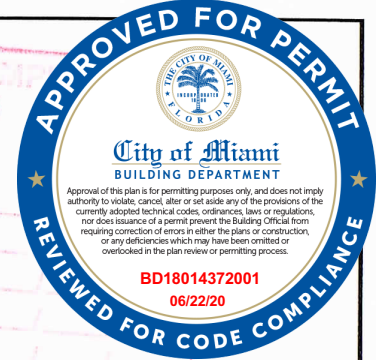 APPROVED FOR PERMIT
THE CITY OF MIAMI
INCORPORATED
18 96
FLORIDA
City of Miami
BUILDING DEPARTMENT
Approval of this plan is for permitting purposes only, and does not imply
authority to violate, cancel, alter or set aside any of the provisions of the
currently adopted technical codes, ordinances, laws or regulations,
nor does issuance of a permit prevent the Building Official from
requiring correction of errors in either the plans or construction,
or any deficiencies which may have been omitted or
overlooked in the plan review or permitting process.
BD18014372001
06/22/20
REVIEWED FOR CODE COMPLIANCE